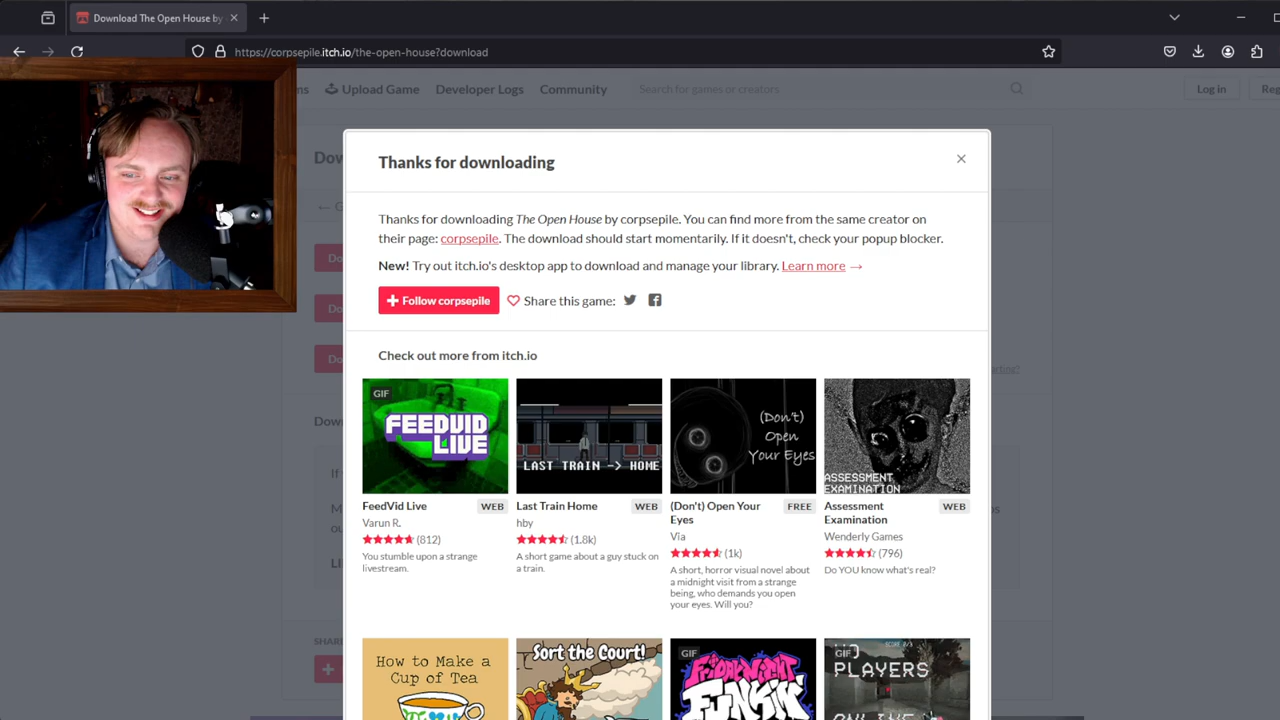 Download The Open House by
https://corpsepile.itch.io/the-open-house?download
Upload Game
Developer Logs
Community
Search for games or creators
Log in
Thanks for downloading
Thanks for downloading The Open House by corpsepile. You can find more from the same creator on
their page: corpsepile. The download should start momentarily. If it doesn't, check your popup blocker.
New! Try out itch.io's desktop app to download and manage your library. Learn more →
Follow corpsepile
Share this game:
Check out more from itch.io
GIF
FEEDVID
LIVE
FeedVid Live
WEB
Varun R.
(812)
You stumble upon a strange
livestream.
LAST TRAIN -> HOME
Last Train Home
WEB
hby
(1.8k)
A short game about a guy stuck on
a train.
(Don't)
Open
Your Eyes
(Don't) Open Your
Eyes
FREE
Via
(1k)
A short, horror visual novel about
a midnight visit from a strange
being, who demands you open
your eyes. Will you?
ASSESSMENT
EXAMINATION
Assessment
Examination
WEB
Wenderly Games
(796)
Do YOU know what's real?
How to Make a
Cup of Tea
Sort the Court!
GIF
FRIDAY NIGHT
FUNKIN'
GIF
PLAYERS
ONLINE
SHARE